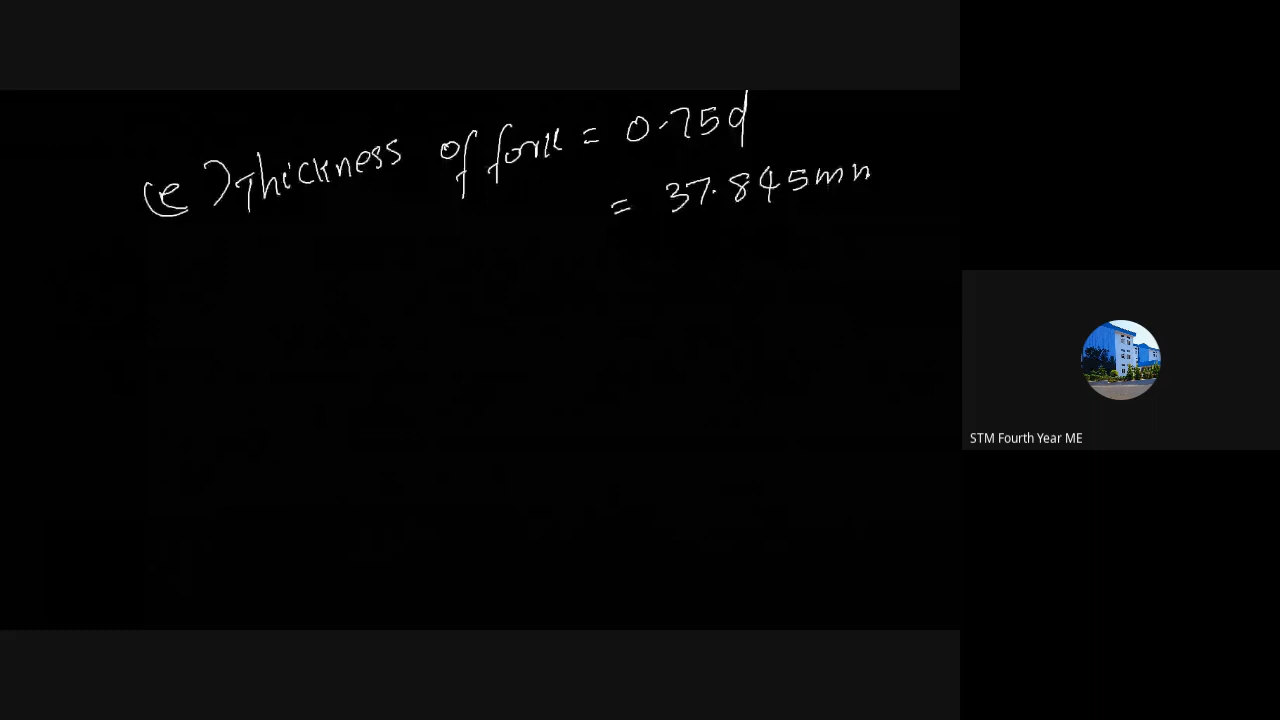 (e) Thickness of fork = 0.75d
= 37.845mm
STM Fourth Year ME